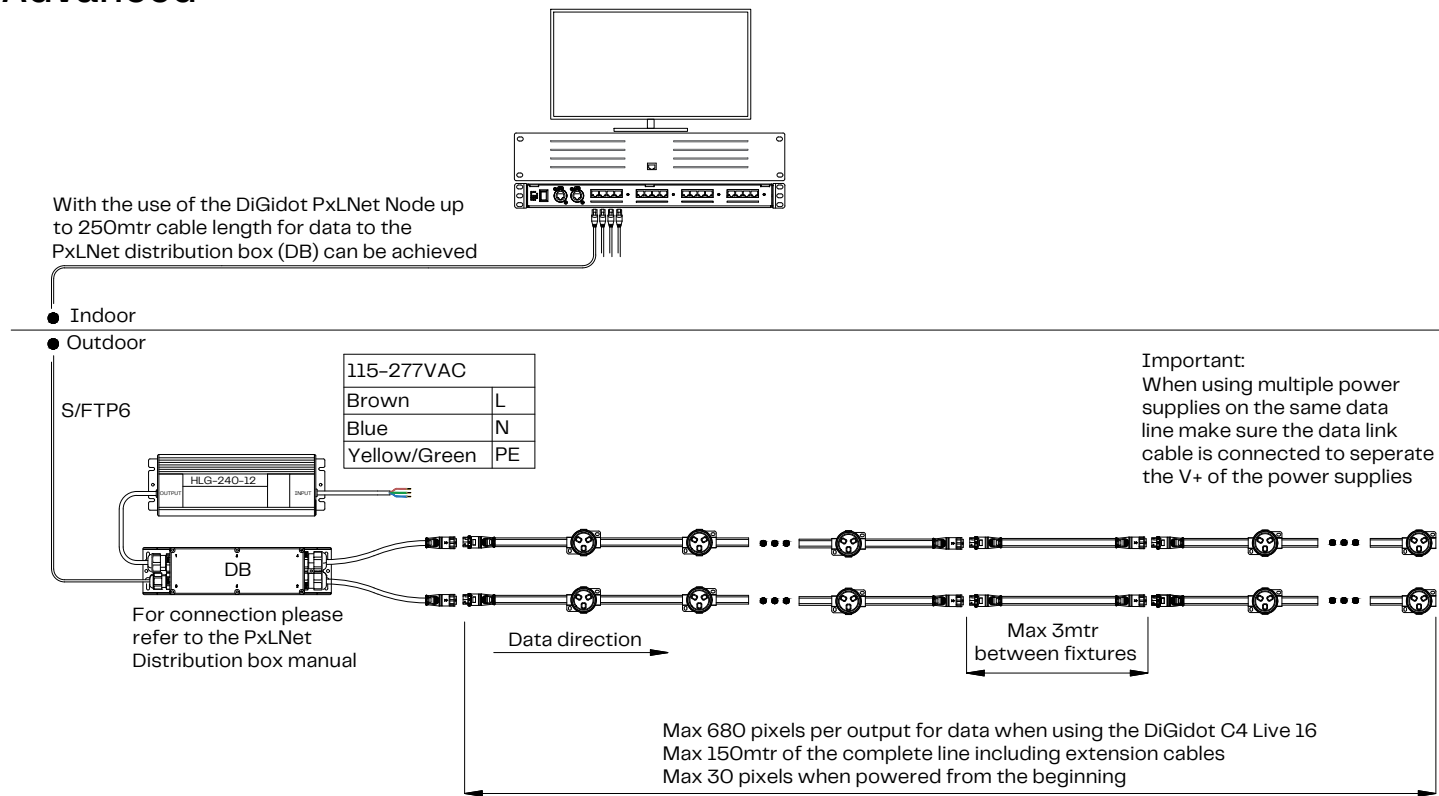 Advanced
With the use of the DiGidot PxLNet Node up
to 250mtr cable length for data to the
PxLNet distribution box (DB) can be achieved
Indoor
Outdoor
S/FTP6
115-277VAC
Brown L
Blue N
Yellow/Green PE
Important:
When using multiple power
supplies on the same data
line make sure the data link
cable is connected to seperate
the V+ of the power supplies
HLG-240-12
OUTPUT
INPUT
DB
For connection please
refer to the PxLNet
Distribution box manual
Data direction
Max 3mtr
between fixtures
Max 680 pixels per output for data when using the DiGidot C4 Live 16
Max 150mtr of the complete line including extension cables
Max 30 pixels when powered from the beginning